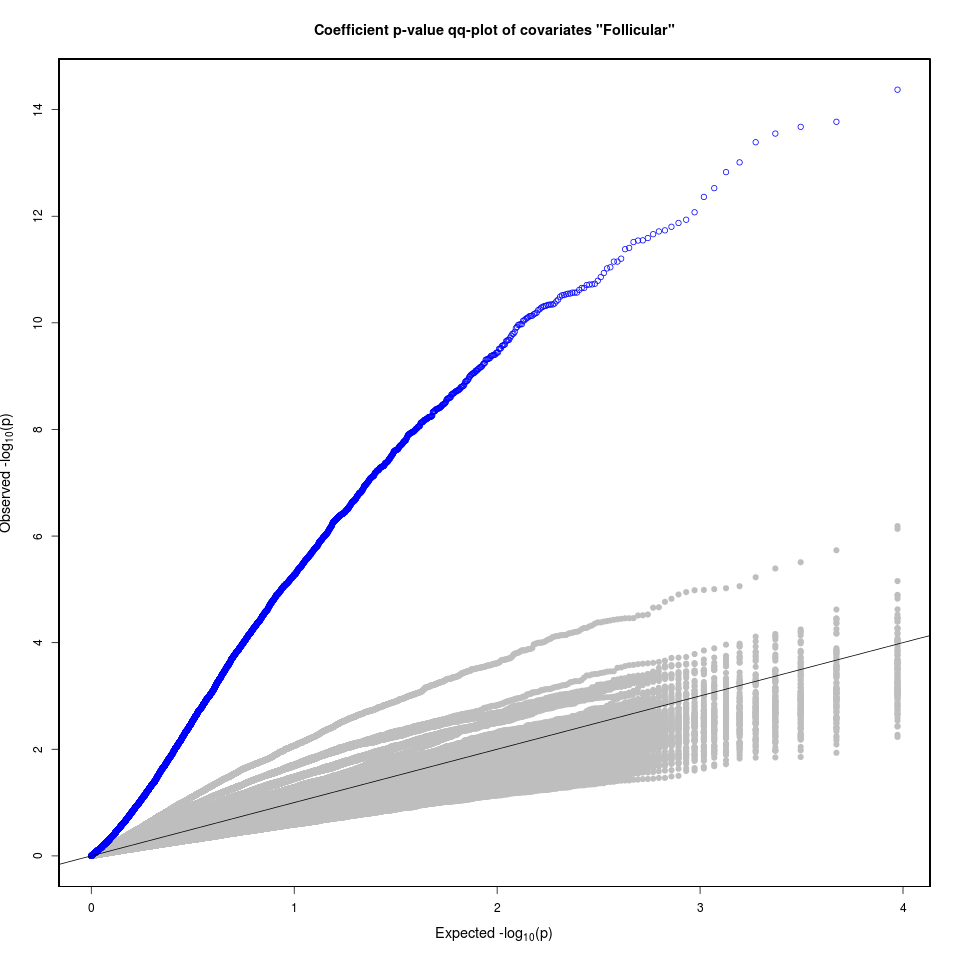 Coefficient p-value qq-plot of covariates "Follicular"
Observed -log10(p)
14
12
10
8
6
4
2
0
0 1 2 3 4
Expected -log10(p)